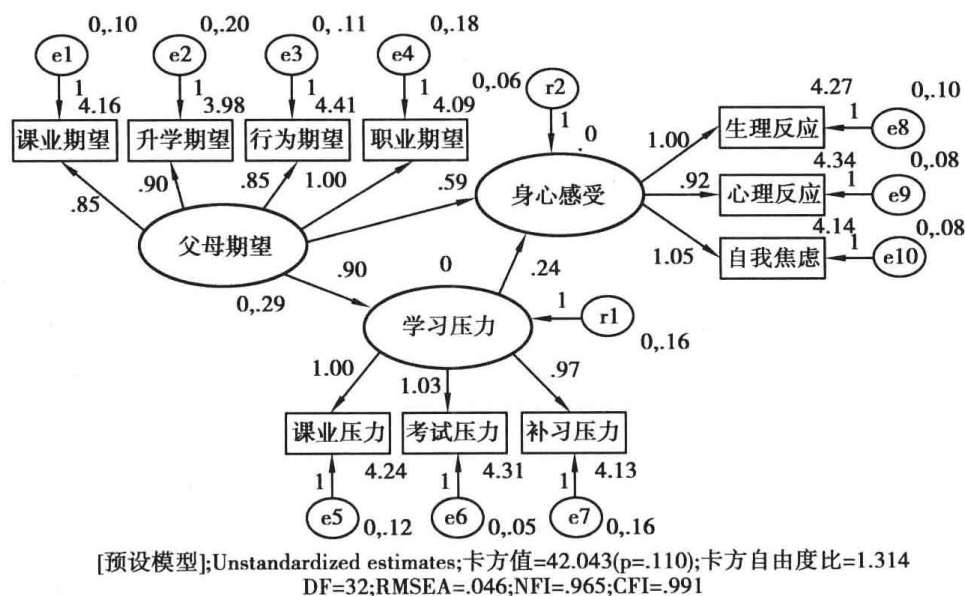 0,.10 0,.20 0,.11 0,.18
e1 e2 e3 e4
1 1 1 1
4.16 3.98 4.41 4.09
课业期望 升学期望 行为期望 职业期望
0,.06 r2
1
0
4.27
1.00 生理反应 1 e8 0,.10
4.34
.92 心理反应 1 e9 0,.08
4.14
1.05 自我焦虑 1 e10 0,.08
.85 .90 .85 1.00 .59
身心感受
父母期望
0,.29
.90 0 .24
学习压力 1 r1
0,.16
1.00 1.03 .97
课业压力 考试压力 补习压力
1 4.24 1 4.31 1 4.13
e5 0,.12 e6 0,.05 e7 0,.16
[预设模型];Unstandardized estimates;卡方值=42.043(p=.110);卡方自由度比=1.314
DF=32;RMSEA=.046;NFI=.965;CFI=.991